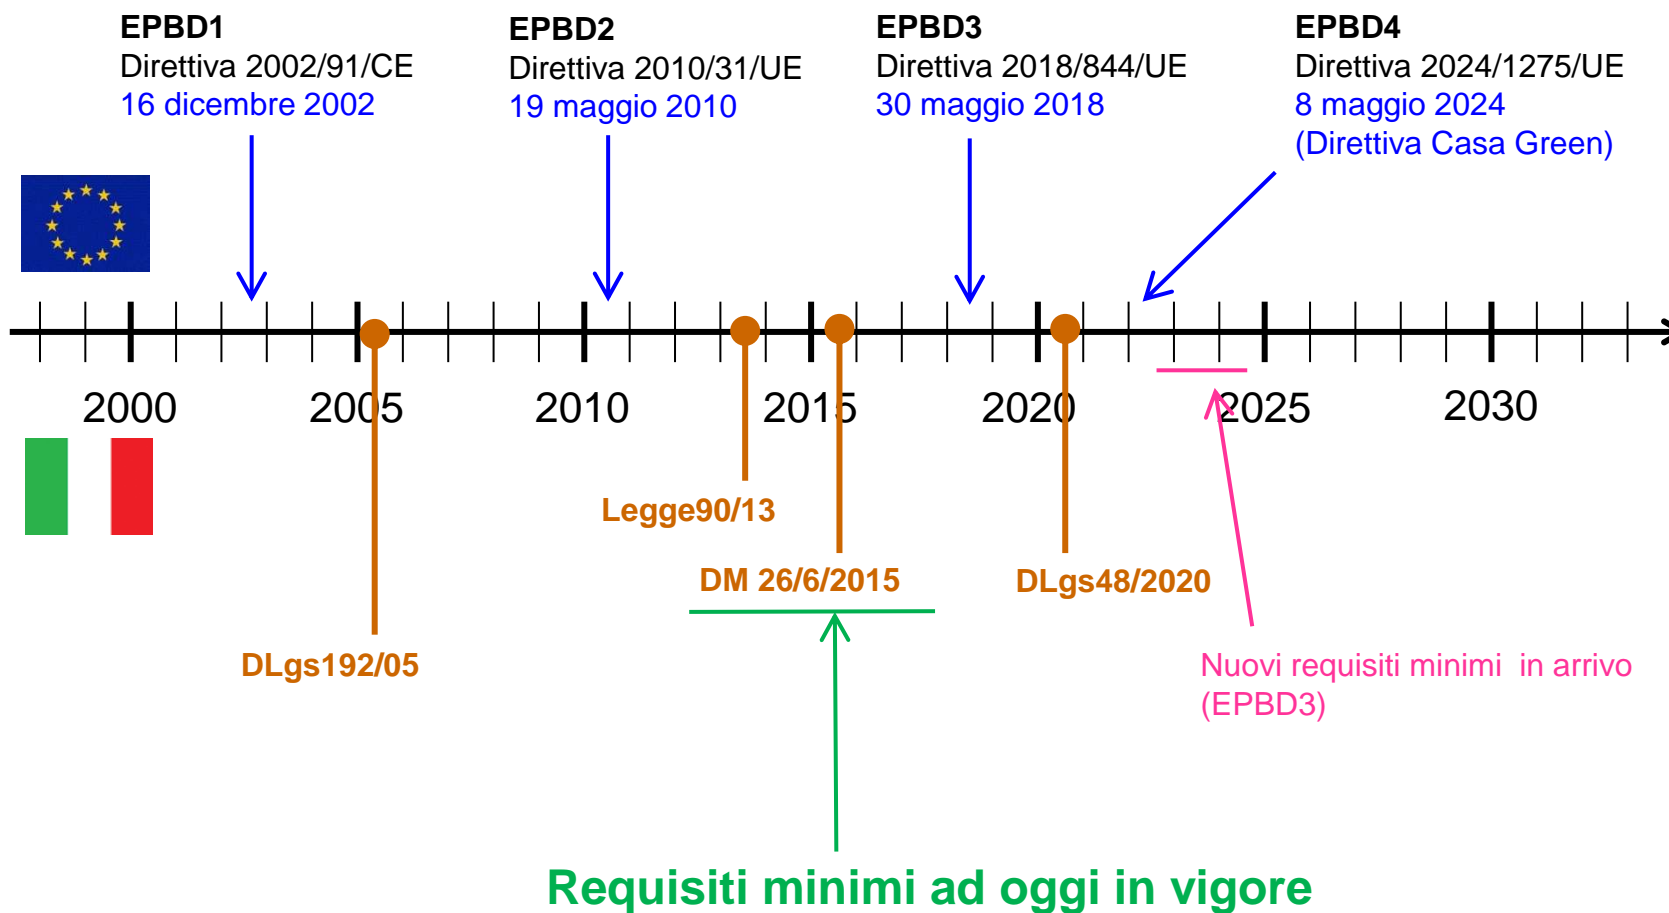 EPBD1
Direttiva 2002/91/CE
16 dicembre 2002
EPBD2
Direttiva 2010/31/UE
19 maggio 2010
EPBD3
Direttiva 2018/844/UE
30 maggio 2018
EPBD4
Direttiva 2024/1275/UE
8 maggio 2024
(Direttiva Casa Green)
2000
2005
2010
2015
2020
2025
2030
Legge90/13
DM 26/6/2015
DLgs48/2020
DLgs192/05
Nuovi requisiti minimi in arrivo
(EPBD3)
Requisiti minimi ad oggi in vigore